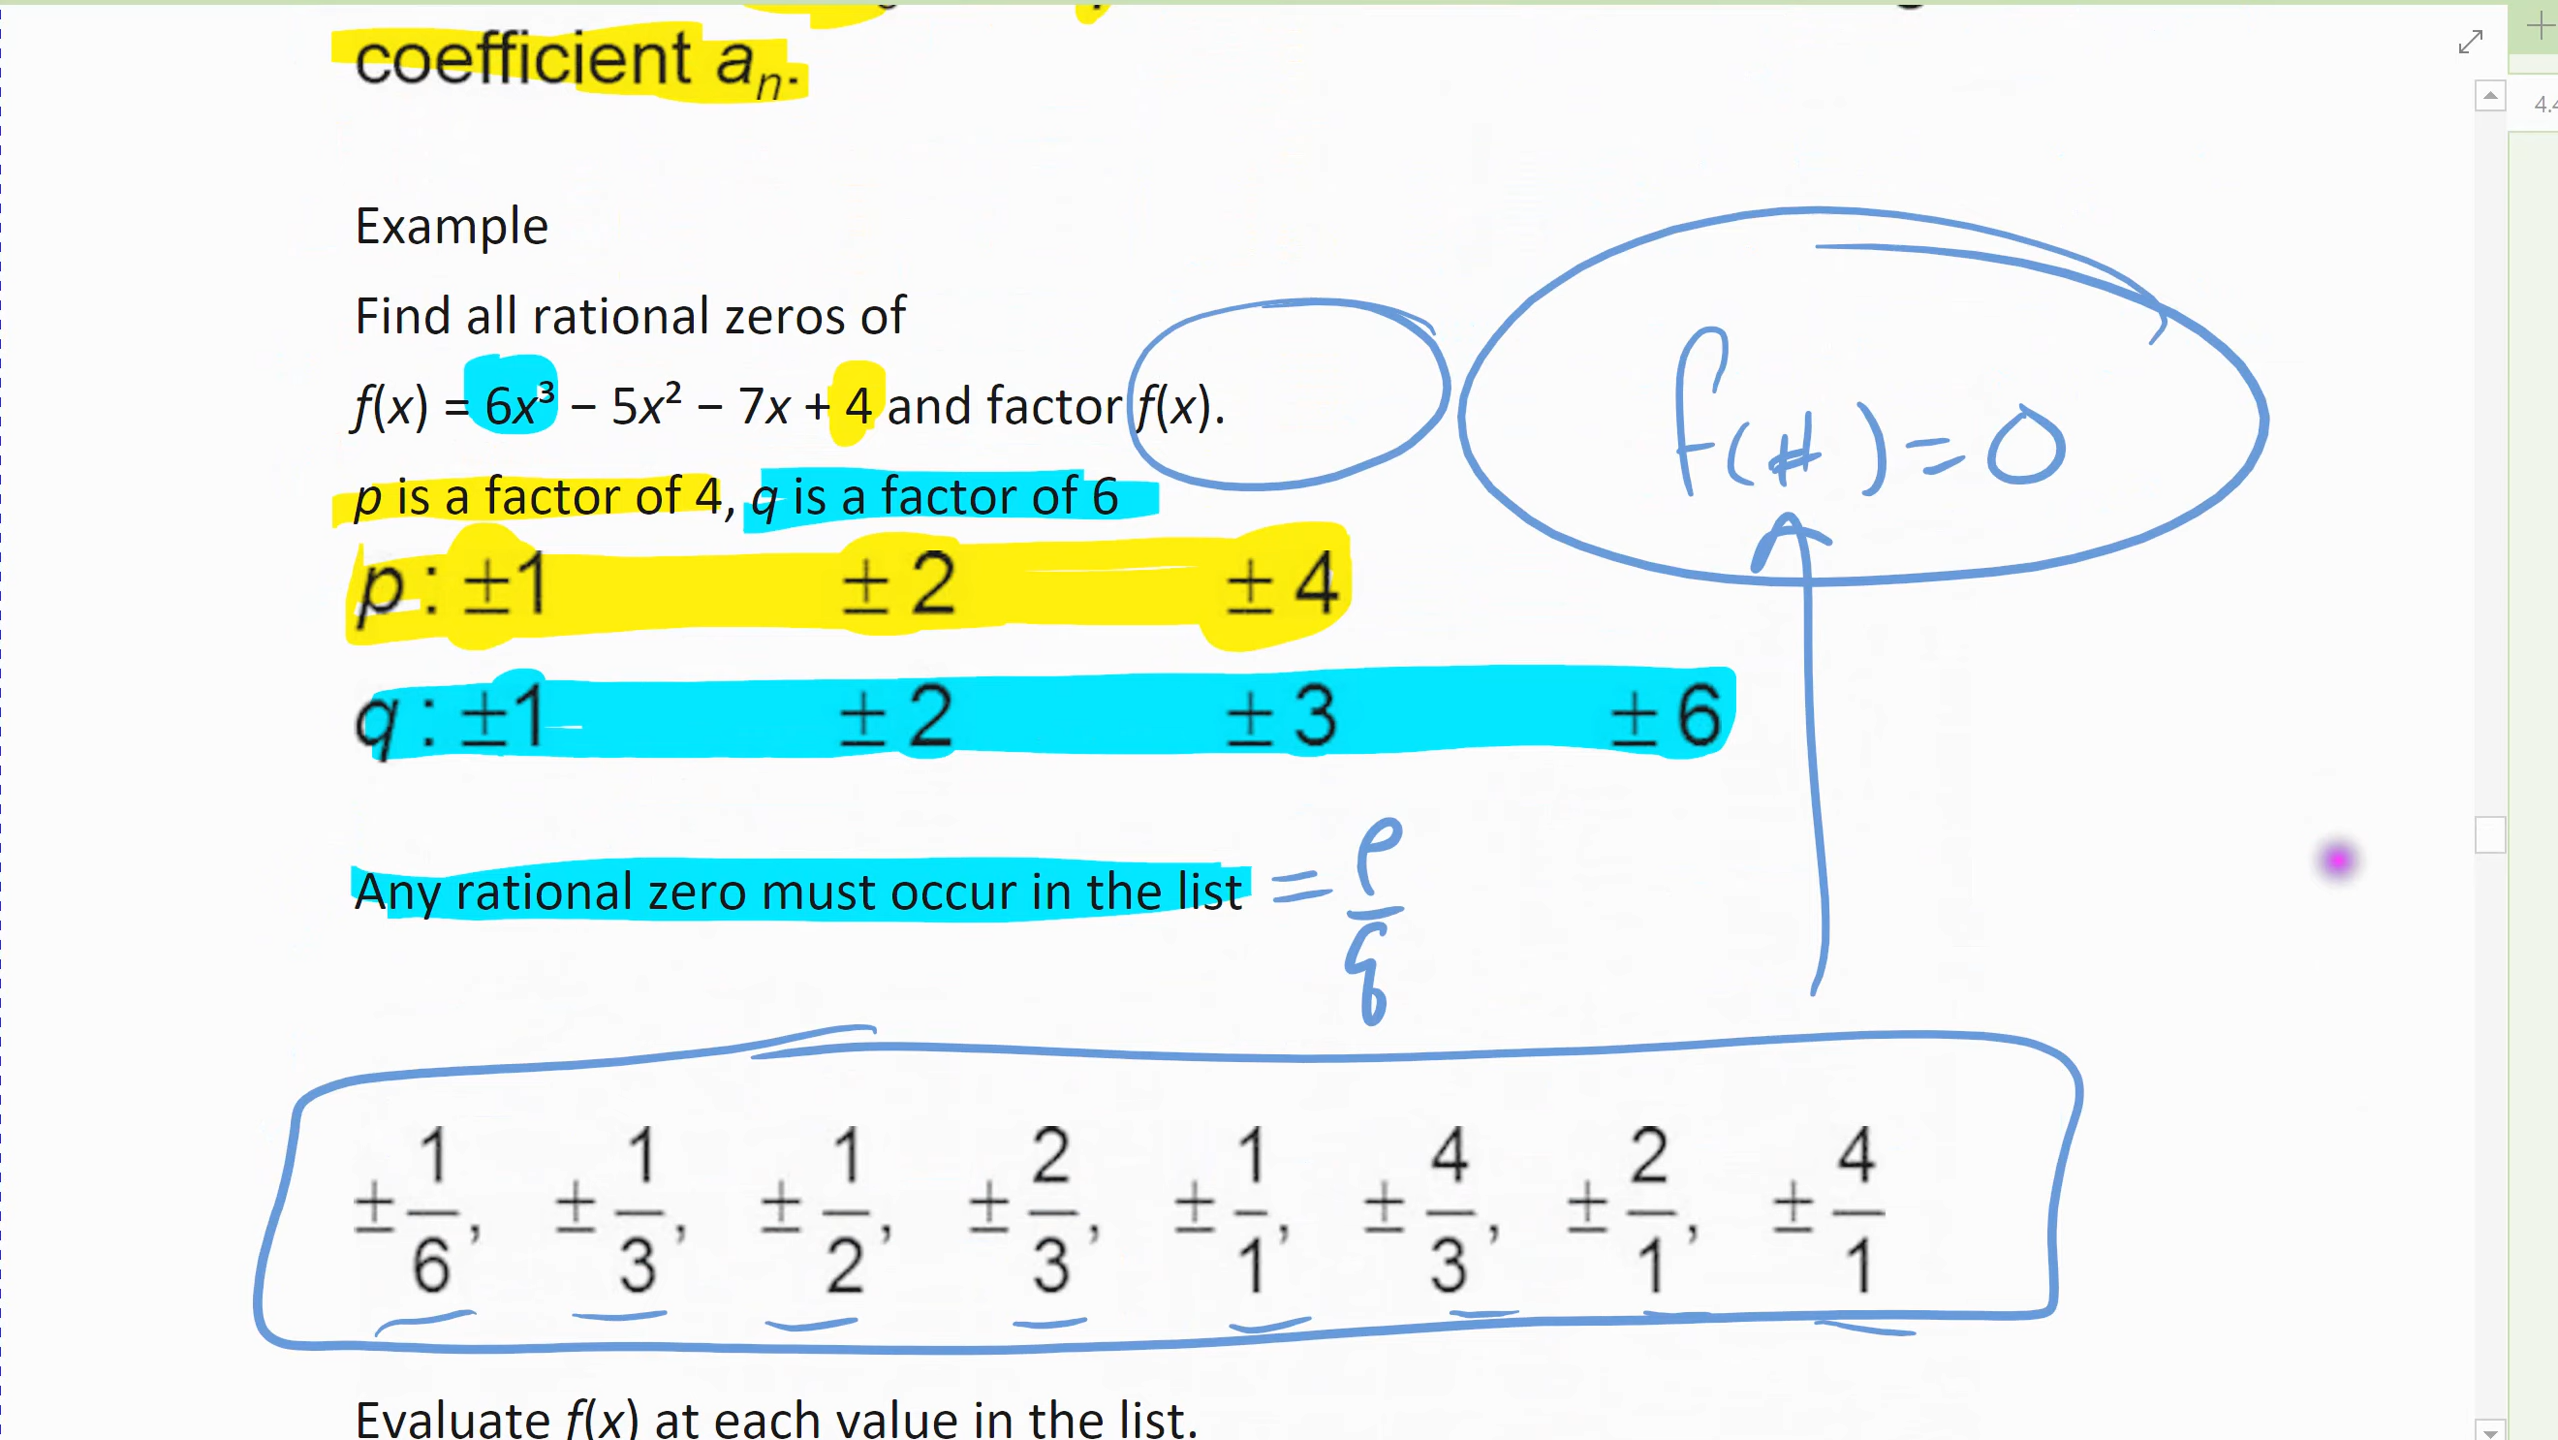 coefficient aₙ.
4.4
Example
Find all rational zeros of
f(x) = 6x³ – 5x² – 7x + 4 and factor f(x).
f(#) = 0
p is a factor of 4, q is a factor of 6
p : ±1 ± 2 ± 4
q : ±1 ± 2 ± 3 ± 6
Any rational zero must occur in the list = p/q
± 1/6, ± 1/3, ± 1/2, ± 2/3, ± 1/1, ± 4/3, ± 2/1, ± 4/1
Evaluate f(x) at each value in the list.